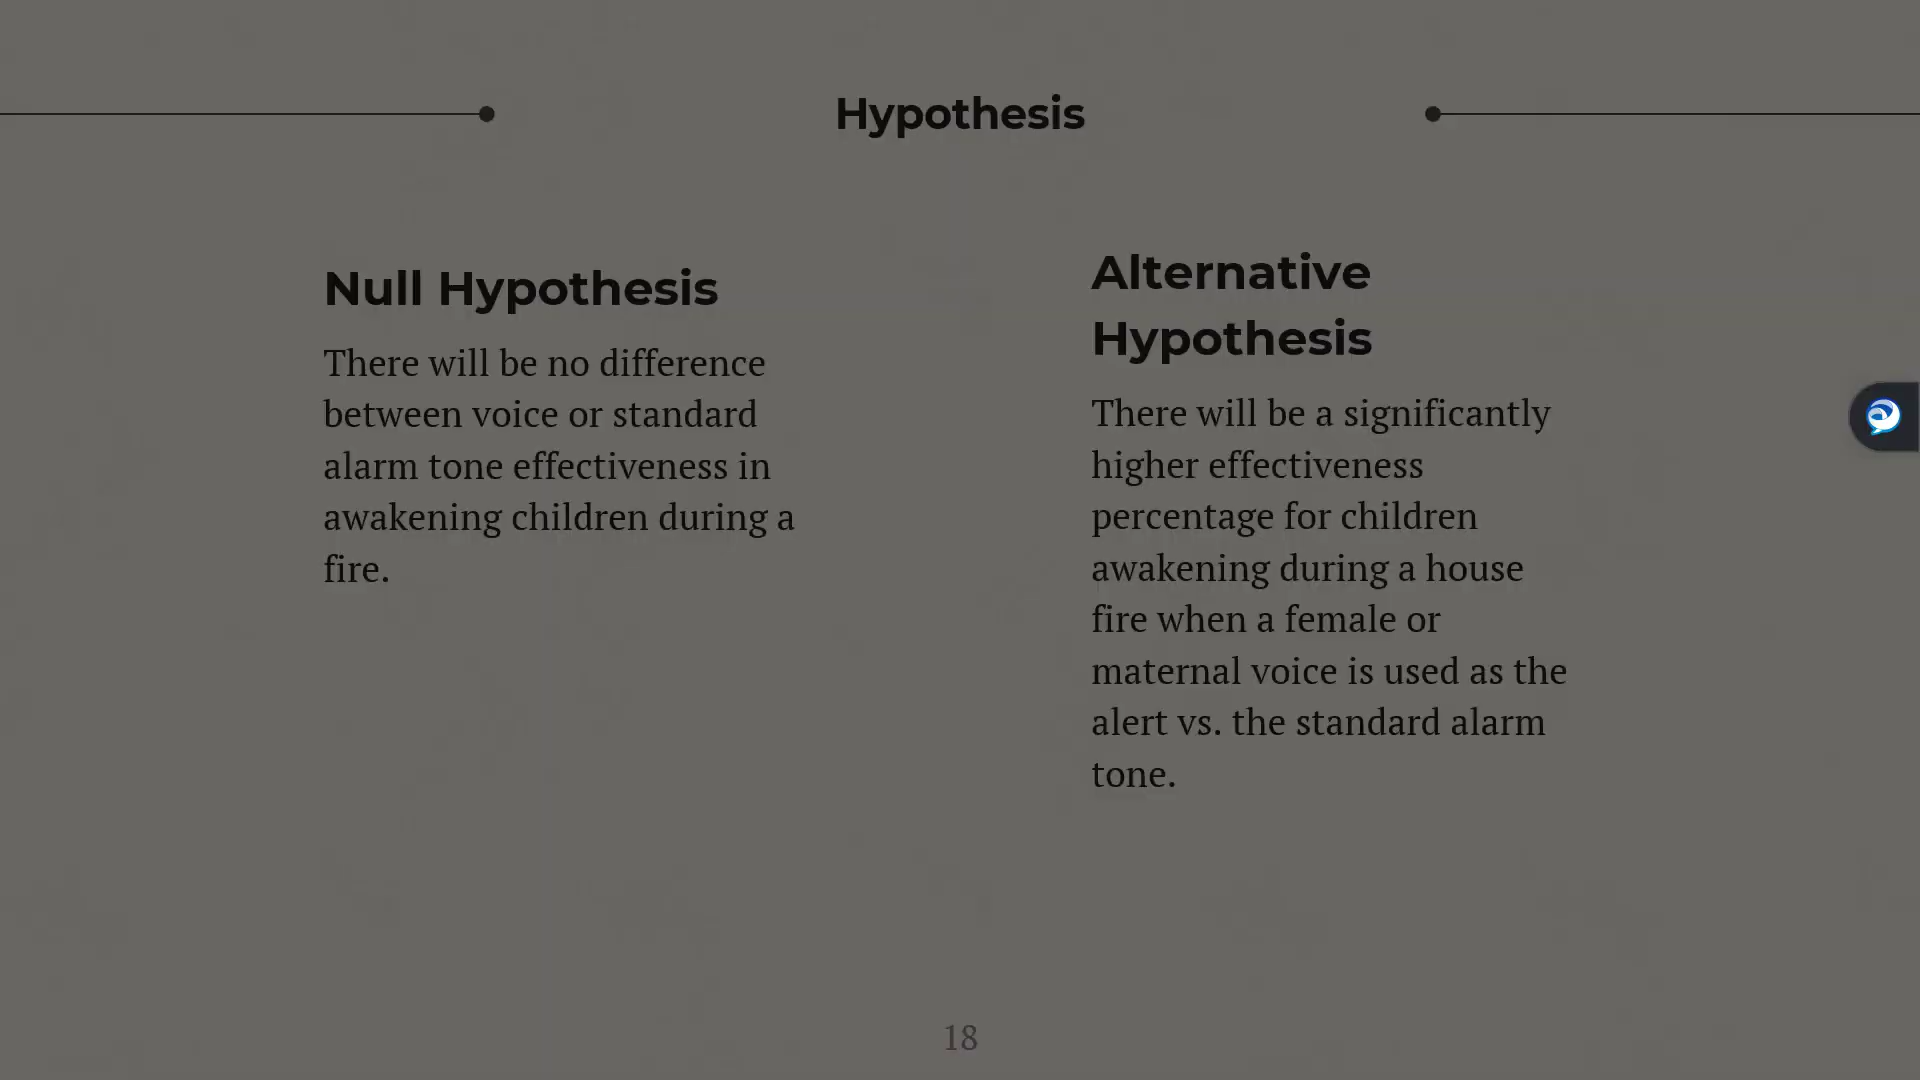 Hypothesis
Null Hypothesis
There will be no difference
between voice or standard
alarm tone effectiveness in
awakening children during a
fire.
Alternative
Hypothesis
There will be a significantly
higher effectiveness
percentage for children
awakening during a house
fire when a female or
maternal voice is used as the
alert vs. the standard alarm
tone.
18